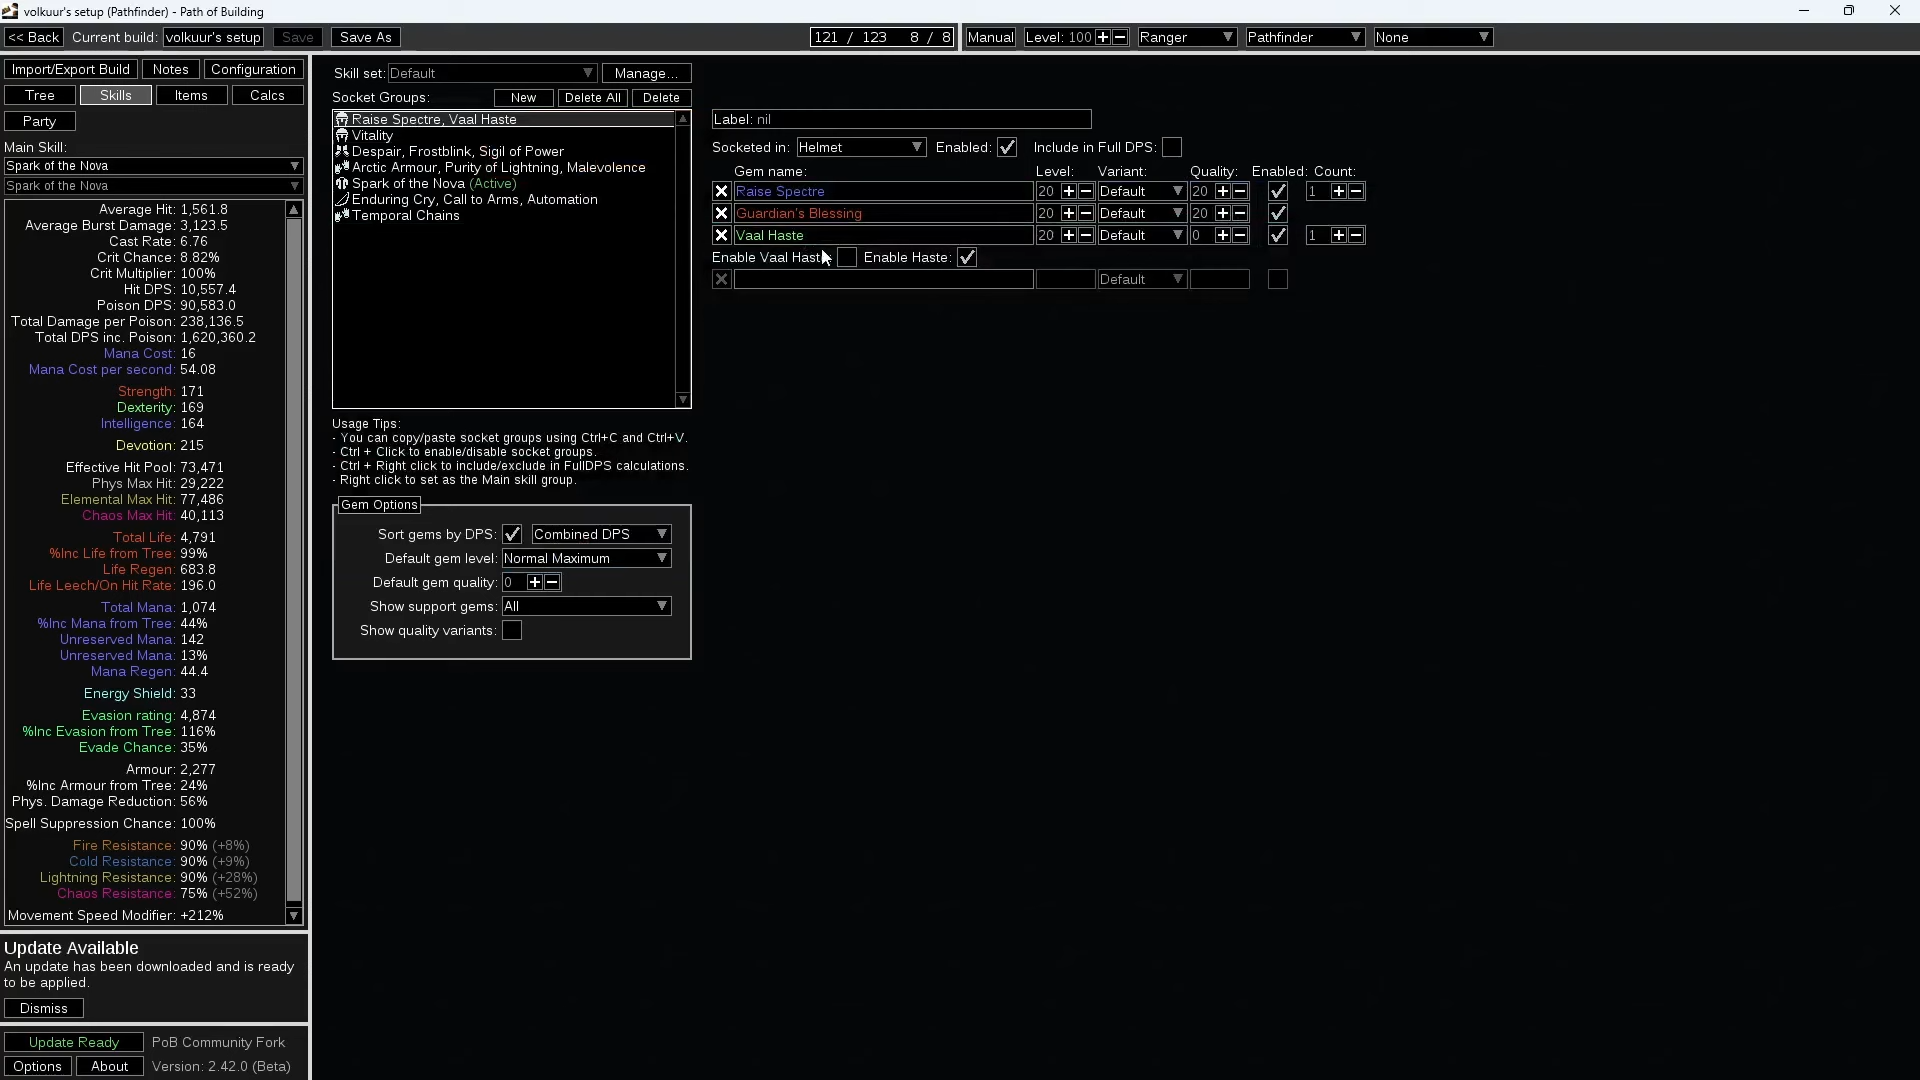 volkuur's setup (Pathfinder) - Path of Building
<< Back Current build: volkuur's setup Save Save As 121 / 123 8 / 8 Manual Level: 100 Ranger Pathfinder None
Import/Export Build Notes Configuration
Tree Skills Items Calcs
Party
Main Skill:
Spark of the Nova
Spark of the Nova
Average Hit: 1,561.8
Average Burst Damage: 3,123.5
Cast Rate: 6.76
Crit Chance: 8.82%
Crit Multiplier: 100%
Hit DPS: 10,557.4
Poison DPS: 90,583.0
Total Damage per Poison: 238,136.5
Total DPS inc. Poison: 1,620,360.2
Mana Cost: 16
Mana Cost per second: 54.08
Strength: 171
Dexterity: 169
Intelligence: 164
Devotion: 215
Effective Hit Pool: 73,471
Phys Max Hit: 29,222
Elemental Max Hit: 77,486
Chaos Max Hit: 40,113
Total Life: 4,791
%Inc Life from Tree: 99%
Life Regen: 683.8
Life Leech/On Hit Rate: 196.0
Total Mana: 1,074
%Inc Mana from Tree: 44%
Unreserved Mana: 142
Unreserved Mana: 13%
Mana Regen: 44.4
Energy Shield: 33
Evasion rating: 4,874
%Inc Evasion from Tree: 116%
Evade Chance: 35%
Armour: 2,277
%Inc Armour from Tree: 24%
Phys. Damage Reduction: 56%
Spell Suppression Chance: 100%
Fire Resistance: 90% (+8%)
Cold Resistance: 90% (+9%)
Lightning Resistance: 90% (+28%)
Chaos Resistance: 75% (+52%)
Movement Speed Modifier: +212%
Update Available
An update has been downloaded and is ready
to be applied.
Dismiss
Update Ready PoB Community Fork
Options About Version: 2.42.0 (Beta)
Skill set: Default Manage...
Socket Groups: New Delete All Delete
Raise Spectre, Vaal Haste
Vitality
Despair, Frostblink, Sigil of Power
Arctic Armour, Purity of Lightning, Malevolence
Spark of the Nova (Active)
Enduring Cry, Call to Arms, Automation
Temporal Chains
Usage Tips:
- You can copy/paste socket groups using Ctrl+C and Ctrl+V.
- Ctrl + Click to enable/disable socket groups.
- Ctrl + Right click to include/exclude in FullDPS calculations.
- Right click to set as the Main skill group.
Gem Options
Sort gems by DPS: Combined DPS
Default gem level: Normal Maximum
Default gem quality: 0
Show support gems: All
Show quality variants:
Label: nil
Socketed in: Helmet Enabled: Include in Full DPS:
Gem name: Level: Variant: Quality: Enabled: Count:
Raise Spectre 20 Default 20 1
Guardian's Blessing 20 Default 20
Vaal Haste 20 Default 0 1
Enable Vaal Enable Haste:
Default